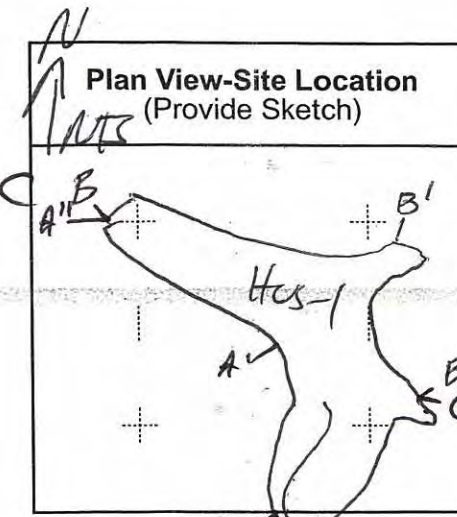 N
NTS
Plan View-Site Location
(Provide Sketch)
C B
A"
B'
HCS-1
A
B
C